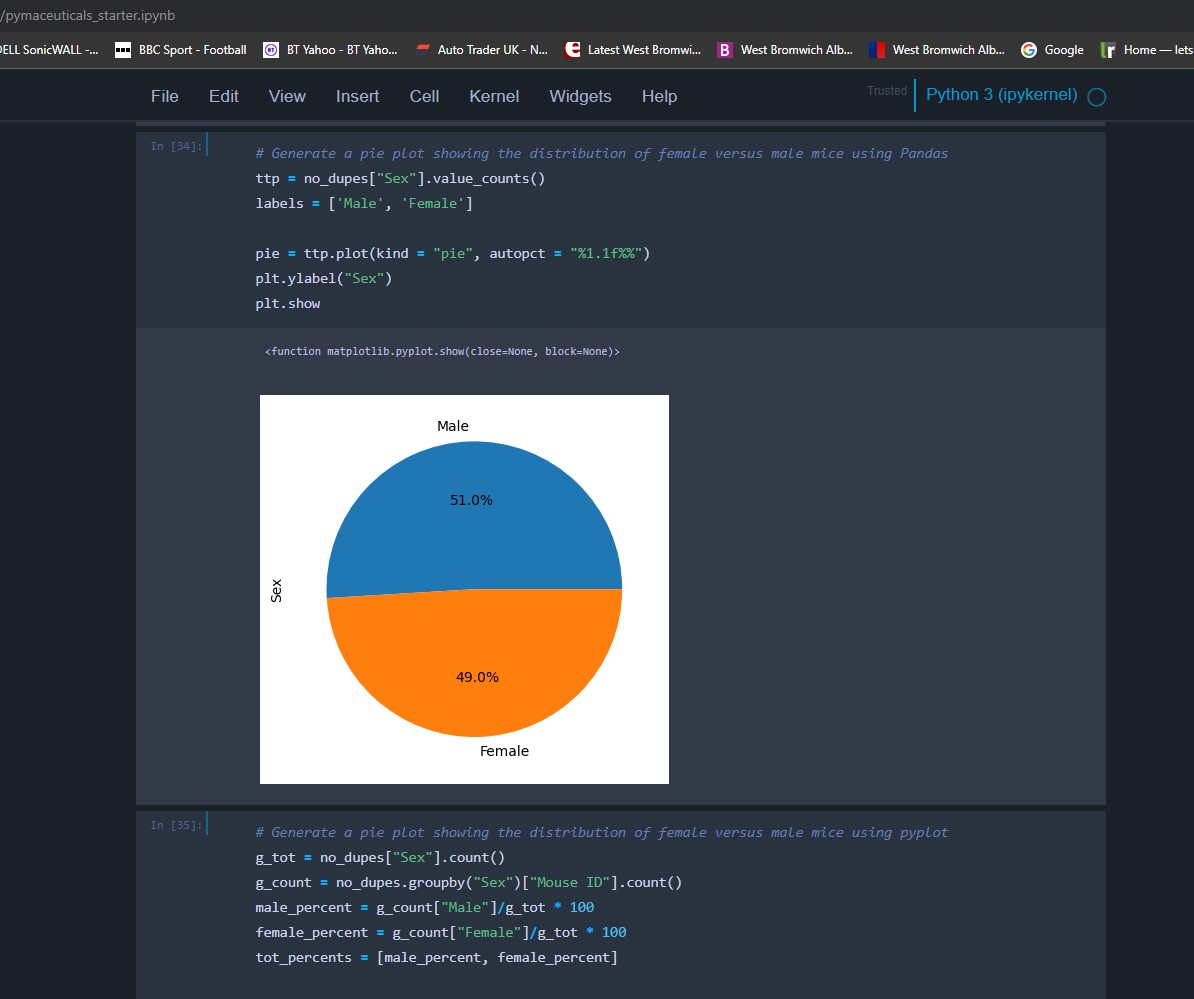 /pymaceuticals_starter.ipynb
DELL SonicWALL -... BBC Sport - Football BT Yahoo - BT Yaho... Auto Trader UK - N... Latest West Bromwi... West Bromwich Alb... West Bromwich Alb... Google Home — lets
File Edit View Insert Cell Kernel Widgets Help Trusted Python 3 (ipykernel)
In [34]:
# Generate a pie plot showing the distribution of female versus male mice using Pandas
ttp = no_dupes["Sex"].value_counts()
labels = ['Male', 'Female']
pie = ttp.plot(kind = "pie", autopct = "%1.1f%%")
plt.ylabel("Sex")
plt.show
<function matplotlib.pyplot.show(close=None, block=None)>
Male
51.0%
Sex
49.0%
Female
In [35]:
# Generate a pie plot showing the distribution of female versus male mice using pyplot
g_tot = no_dupes["Sex"].count()
g_count = no_dupes.groupby("Sex")["Mouse ID"].count()
male_percent = g_count["Male"]/g_tot * 100
female_percent = g_count["Female"]/g_tot * 100
tot_percents = [male_percent, female_percent]